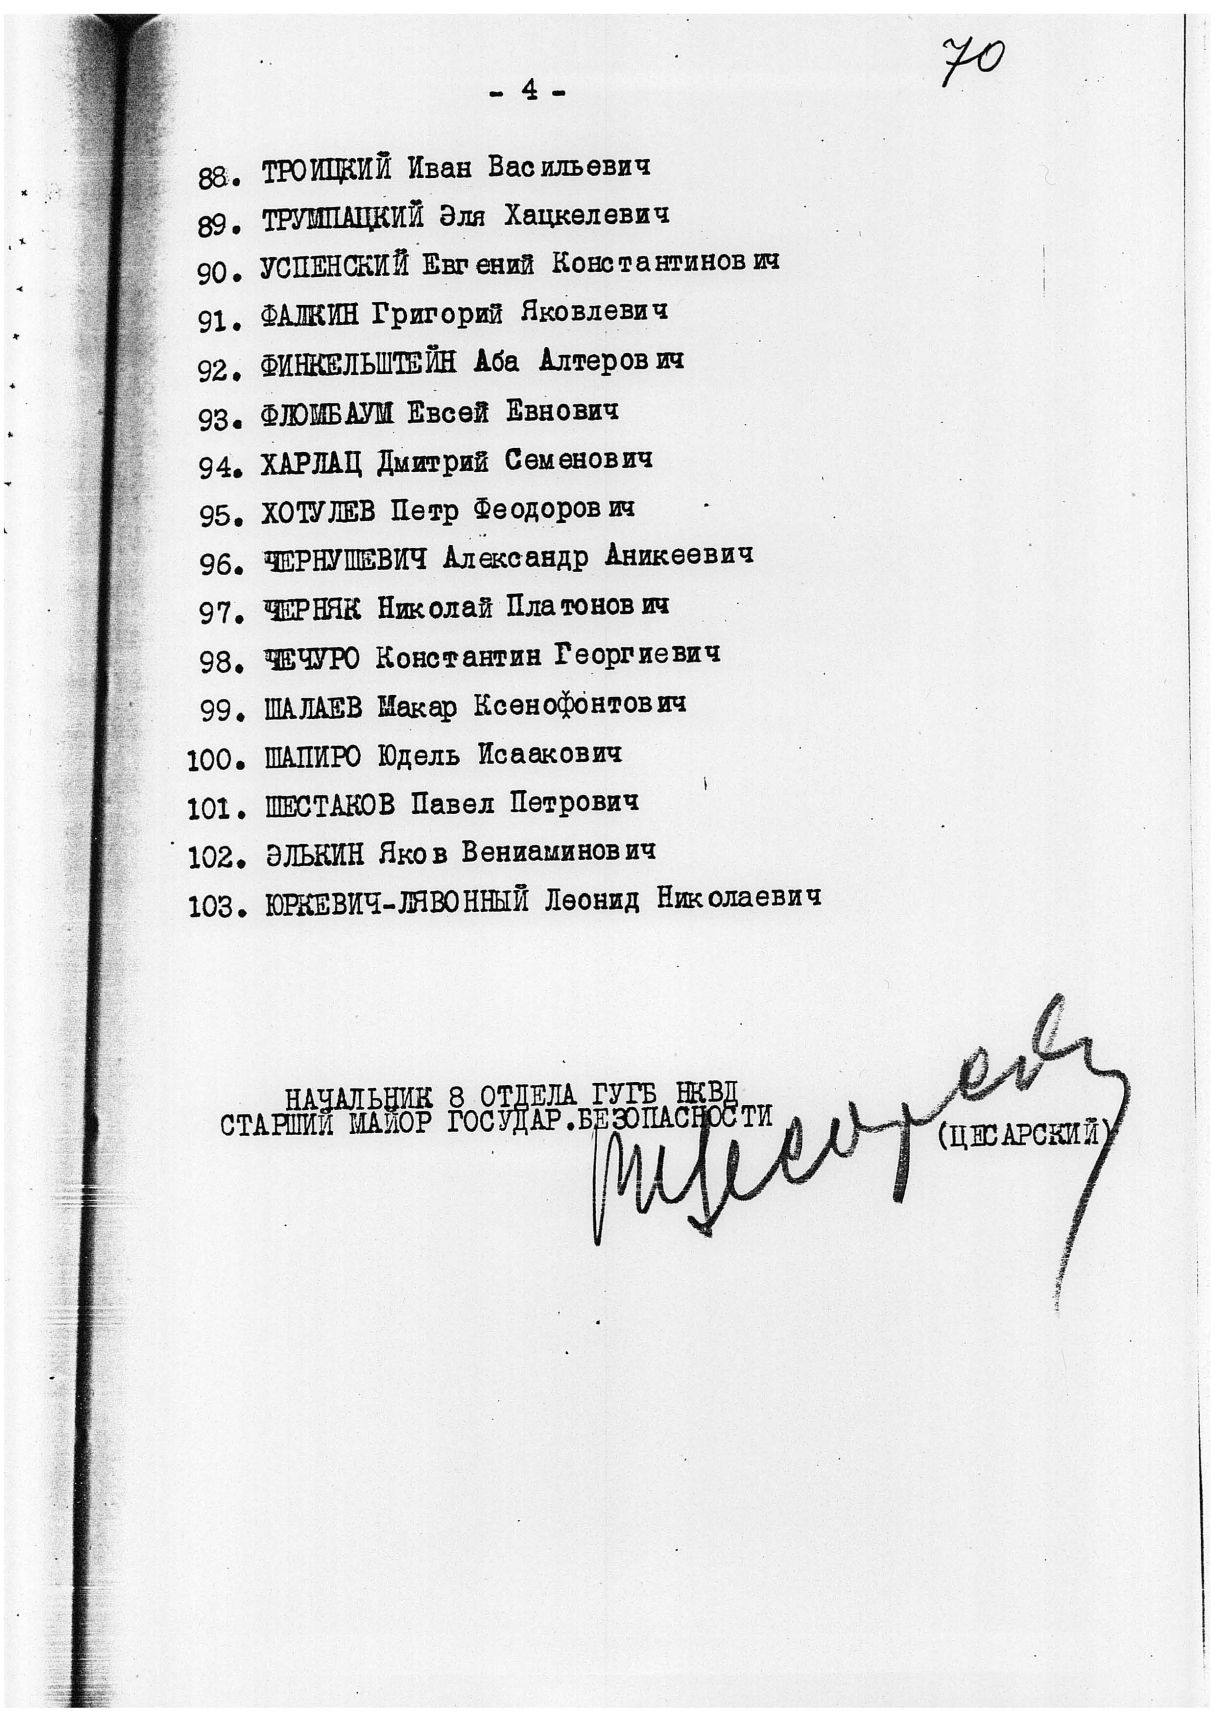 70
- 4 -
88. ТРОИЦКИЙ Иван Васильевич
89. ТРУМПАЦКИЙ Эля Хацкелевич
90. УСПЕНСКИЙ Евгений Константинович
91. ФАЛКИН Григорий Яковлевич
92. ФИНКЕЛЬШТЕЙН Аба Алтерович
93. ФЛОМБАУМ Евсей Евнович
94. ХАРЛАЦ Дмитрий Семенович
95. ХОТУЛЕВ Петр Феодорович
96. ЧЕРНУШЕВИЧ Александр Аникеевич
97. ЧЕРНЯК Николай Платонович
98. ЧЕЧУРО Константин Георгиевич
99. ШАЛАЕВ Макар Ксенофонтович
100. ШАПИРО Юдель Исаакович
101. ШЕСТАКОВ Павел Петрович
102. ЭЛЬКИН Яков Вениаминович
103. ЮРКЕВИЧ-ЛЯВОННЫЙ Леонид Николаевич
НАЧАЛЬНИК 8 ОТДЕЛА ГУГБ НКВД
СТАРШИЙ МАЙОР ГОСУДАР.БЕЗОПАСНОСТИ
(ЦЕСАРСКИЙ)